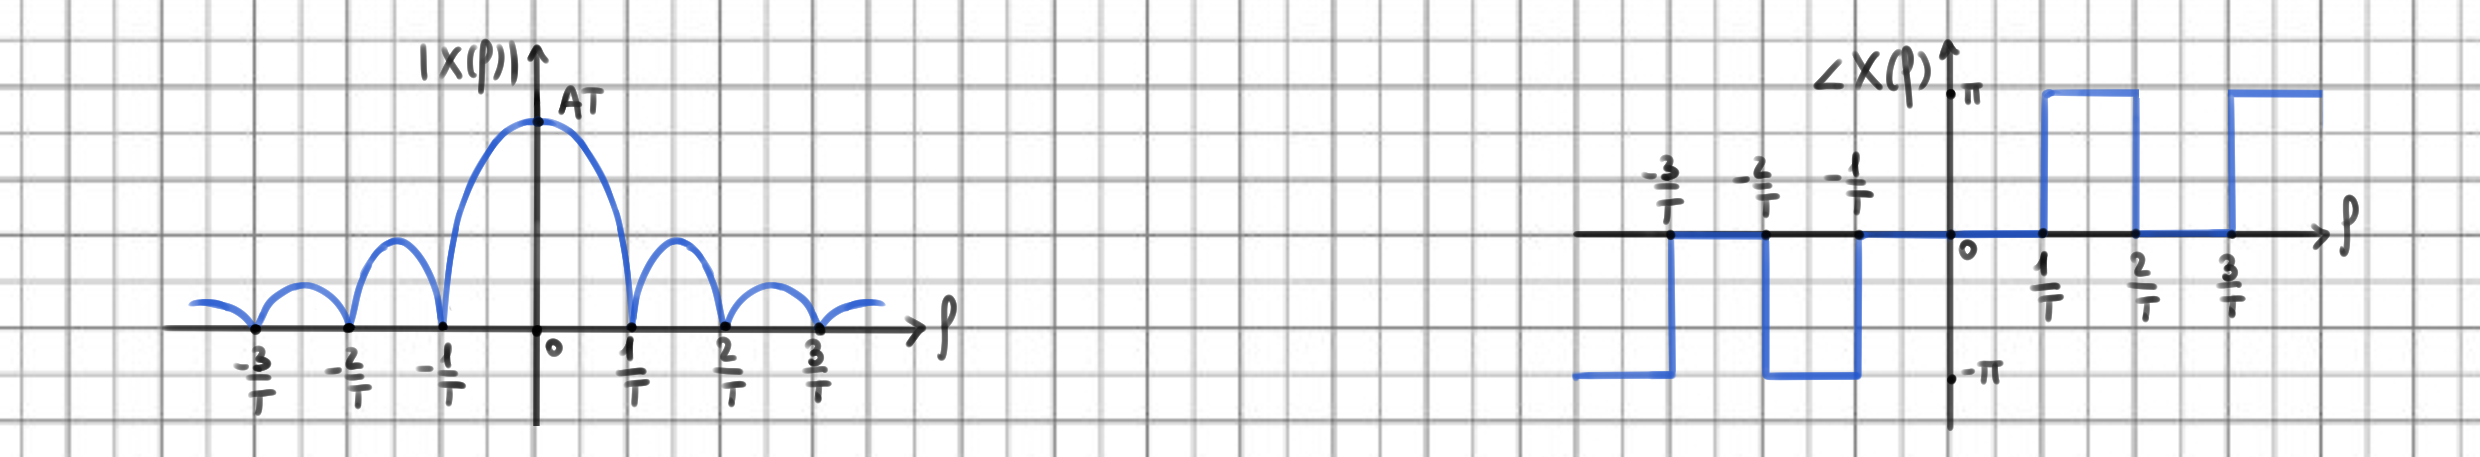 |X(f)|
AT
-3/T -2/T -1/T 0 1/T 2/T 3/T f
∠X(f)
π
-3/T -2/T -1/T 0 1/T 2/T 3/T f
-π